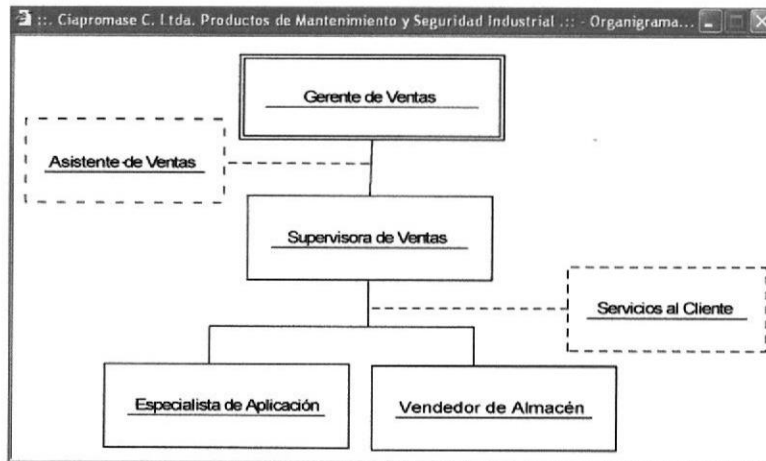 ::. Ciapromase C. Ltda. Productos de Mantenimiento y Seguridad Industrial .:: - Organigrama...
Gerente de Ventas
Asistente de Ventas
Supervisora de Ventas
Servicios al Cliente
Especialista de Aplicación
Vendedor de Almacén